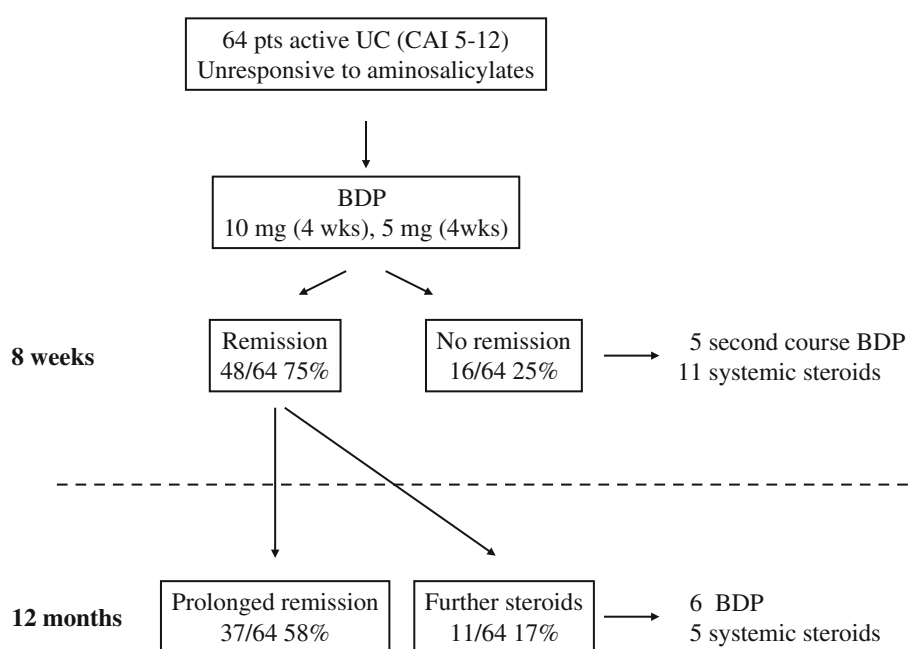 64 pts active UC (CAI 5-12)
Unresponsive to aminosalicylates
BDP
10 mg (4 wks), 5 mg (4wks)
8 weeks
Remission
48/64 75%
No remission
16/64 25%
5 second course BDP
11 systemic steroids
12 months
Prolonged remission
37/64 58%
Further steroids
11/64 17%
6 BDP
5 systemic steroids